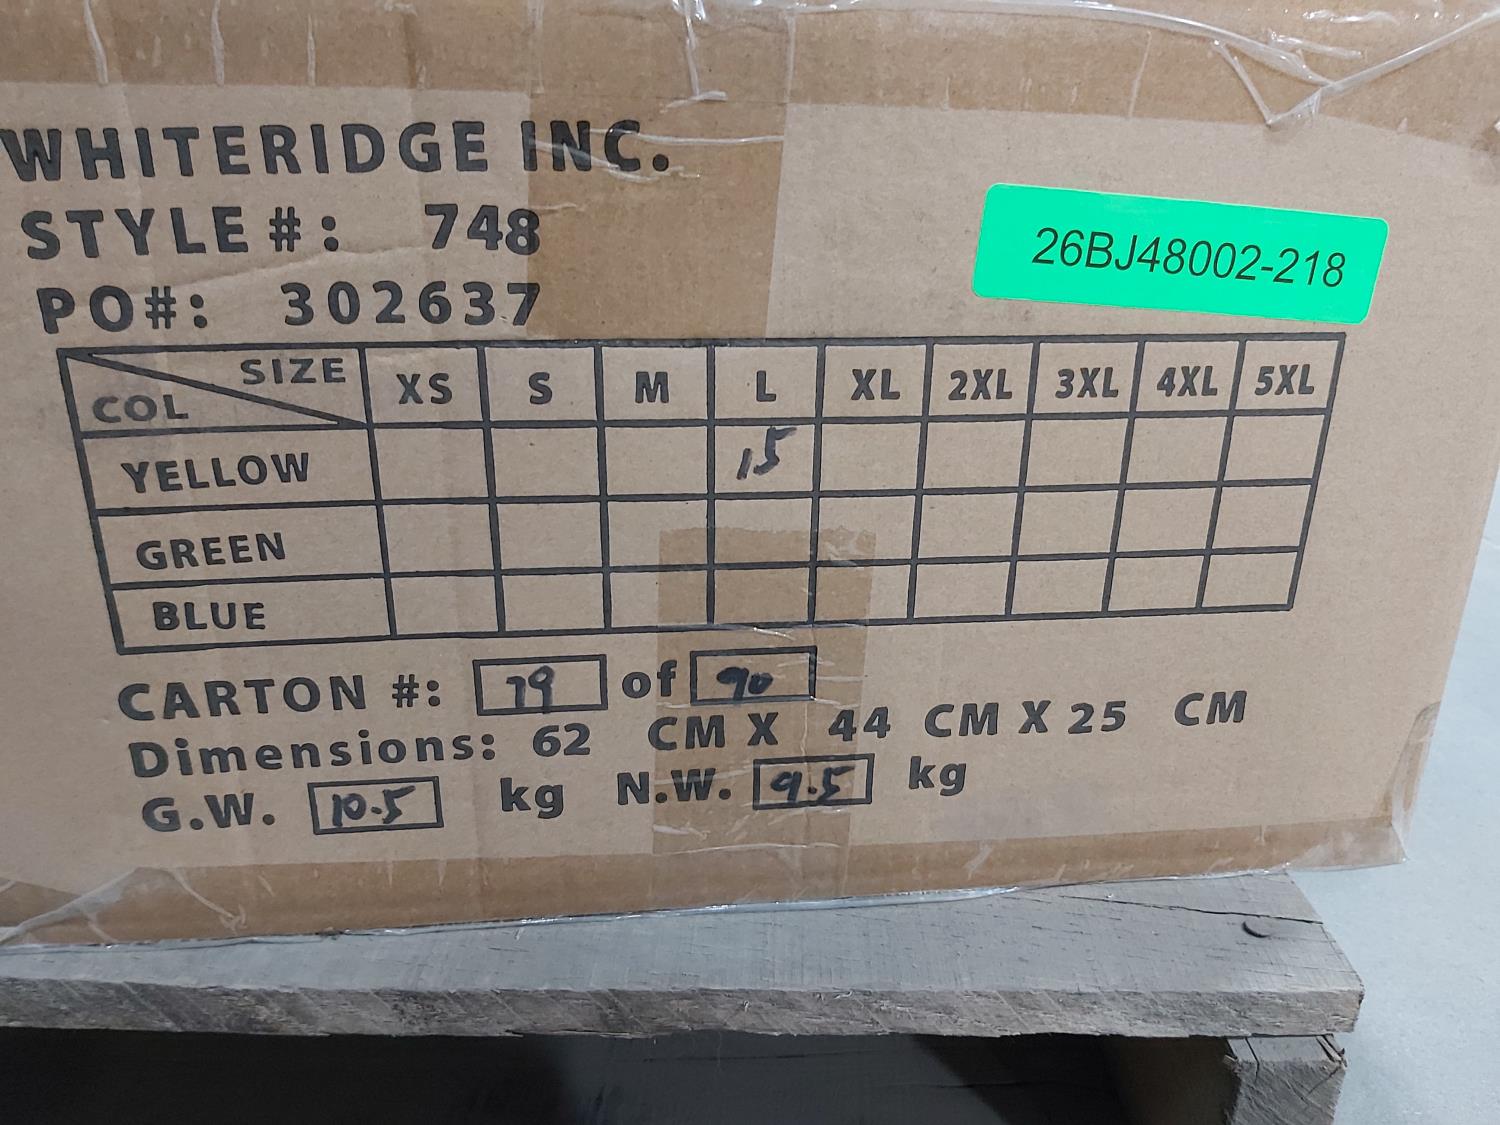 WHITERIDGE INC.
STYLE #: 748
26BJ48002-218
PO#: 302637
SIZE COL XS S M L XL 2XL 3XL 4XL 5XL
YELLOW 15
GREEN
BLUE
CARTON #: 79 of 90
Dimensions: 62 CM X 44 CM X 25 CM
G.W. 10.5 kg N.W. 9.5 kg